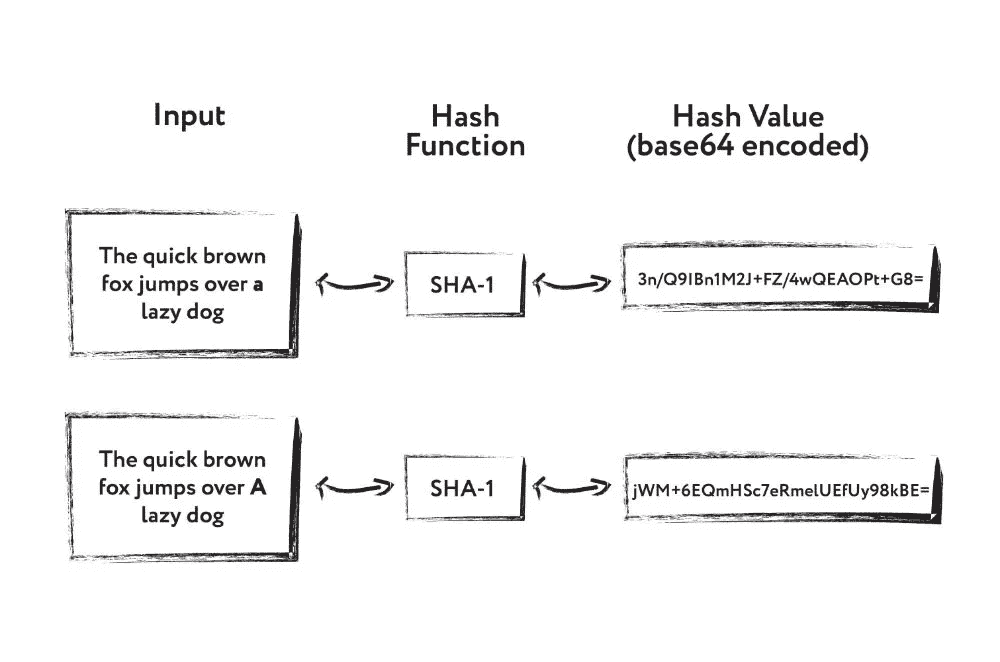 Input
Hash
Function
Hash Value
(base64 encoded)
The quick brown
fox jumps over a
lazy dog
SHA-1
3n/Q9IBn1M2J+FZ/4wQEAOPt+G8=
The quick brown
fox jumps over A
lazy dog
SHA-1
jWM+6EQmHSc7eRmelUEfUy98kBE=